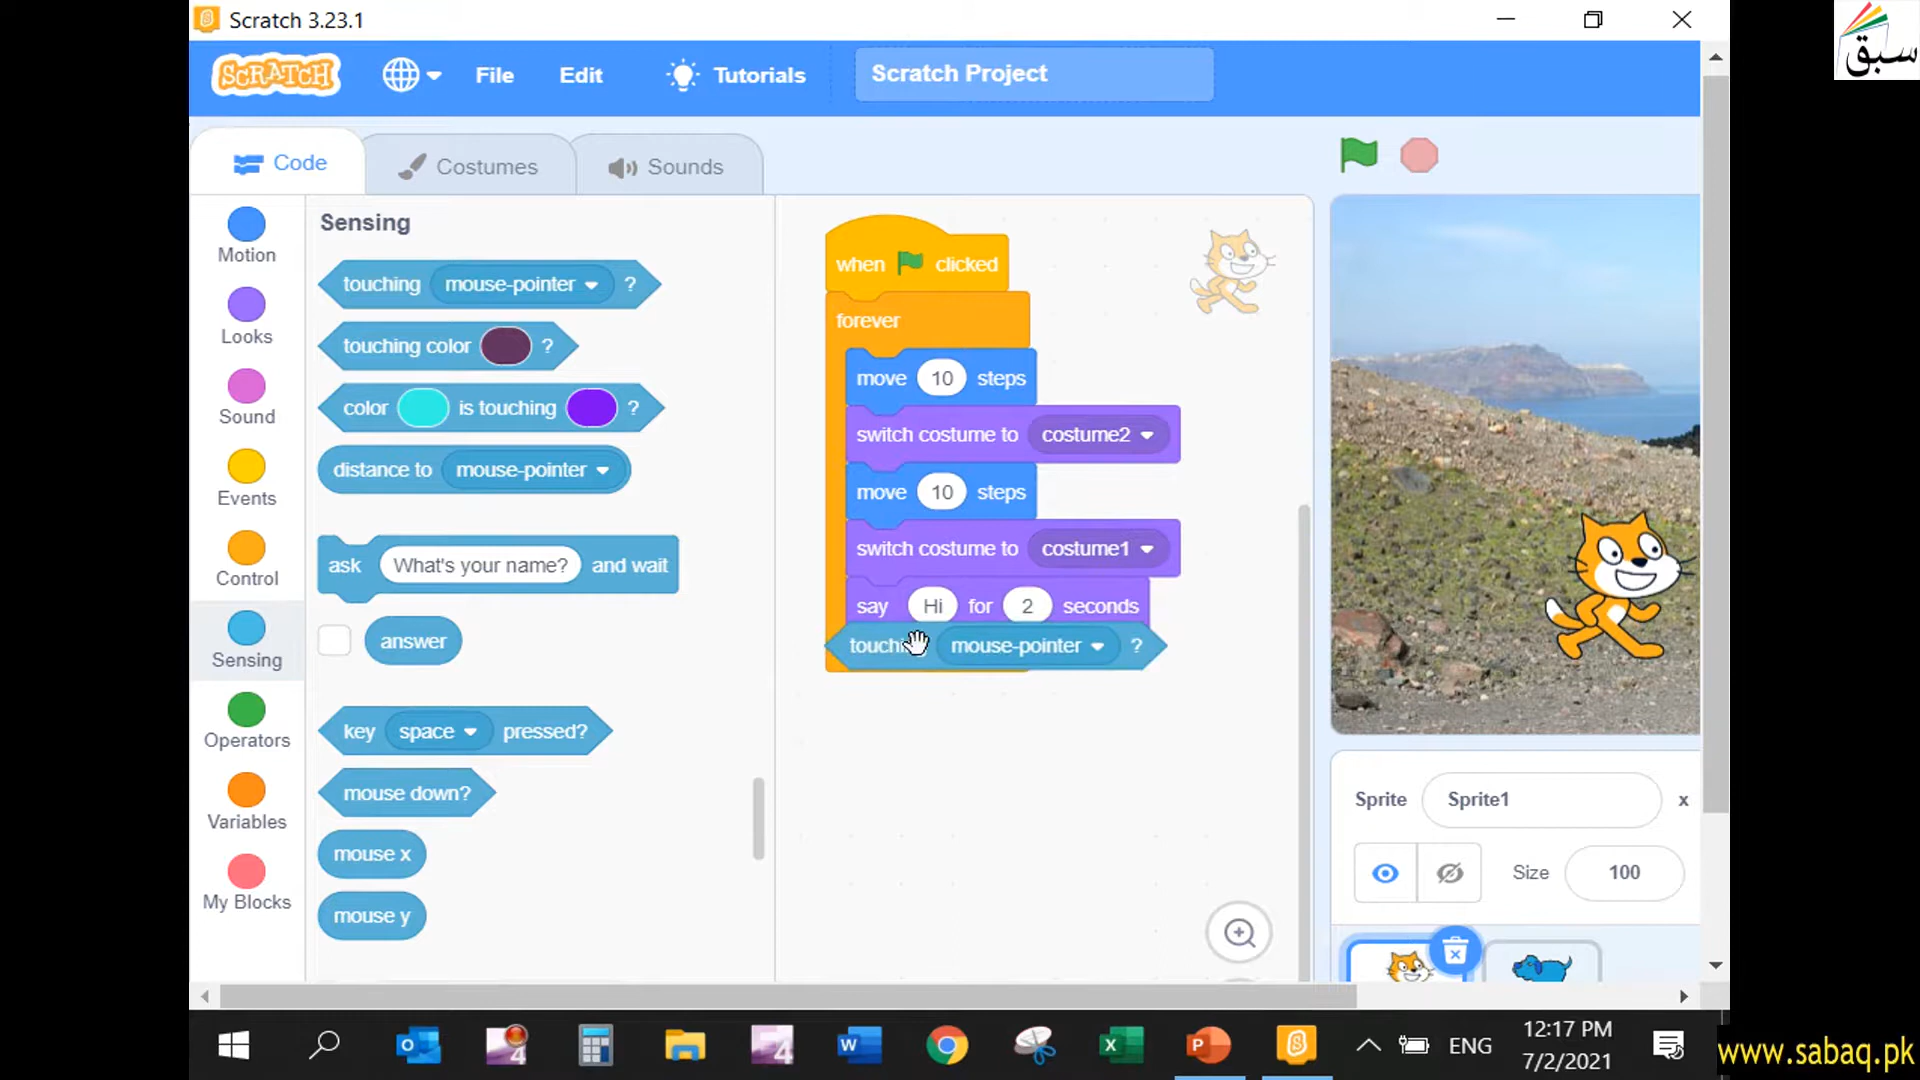 Scratch 3.23.1
سبق
SCRATCH
File
Edit
Tutorials
Scratch Project
Code
Costumes
Sounds
Motion
Looks
Sound
Events
Control
Sensing
Operators
Variables
My Blocks
Sensing
touching mouse-pointer ?
touching color ?
color is touching ?
distance to mouse-pointer
ask What's your name? and wait
answer
key space pressed?
mouse down?
mouse x
mouse y
when clicked
forever
move 10 steps
switch costume to costume2
move 10 steps
switch costume to costume1
say Hi for 2 seconds
mouse-pointer ?
Sprite Sprite1 x
Size 100
ENG
12:17 PM
7/2/2021
www.sabaq.pk